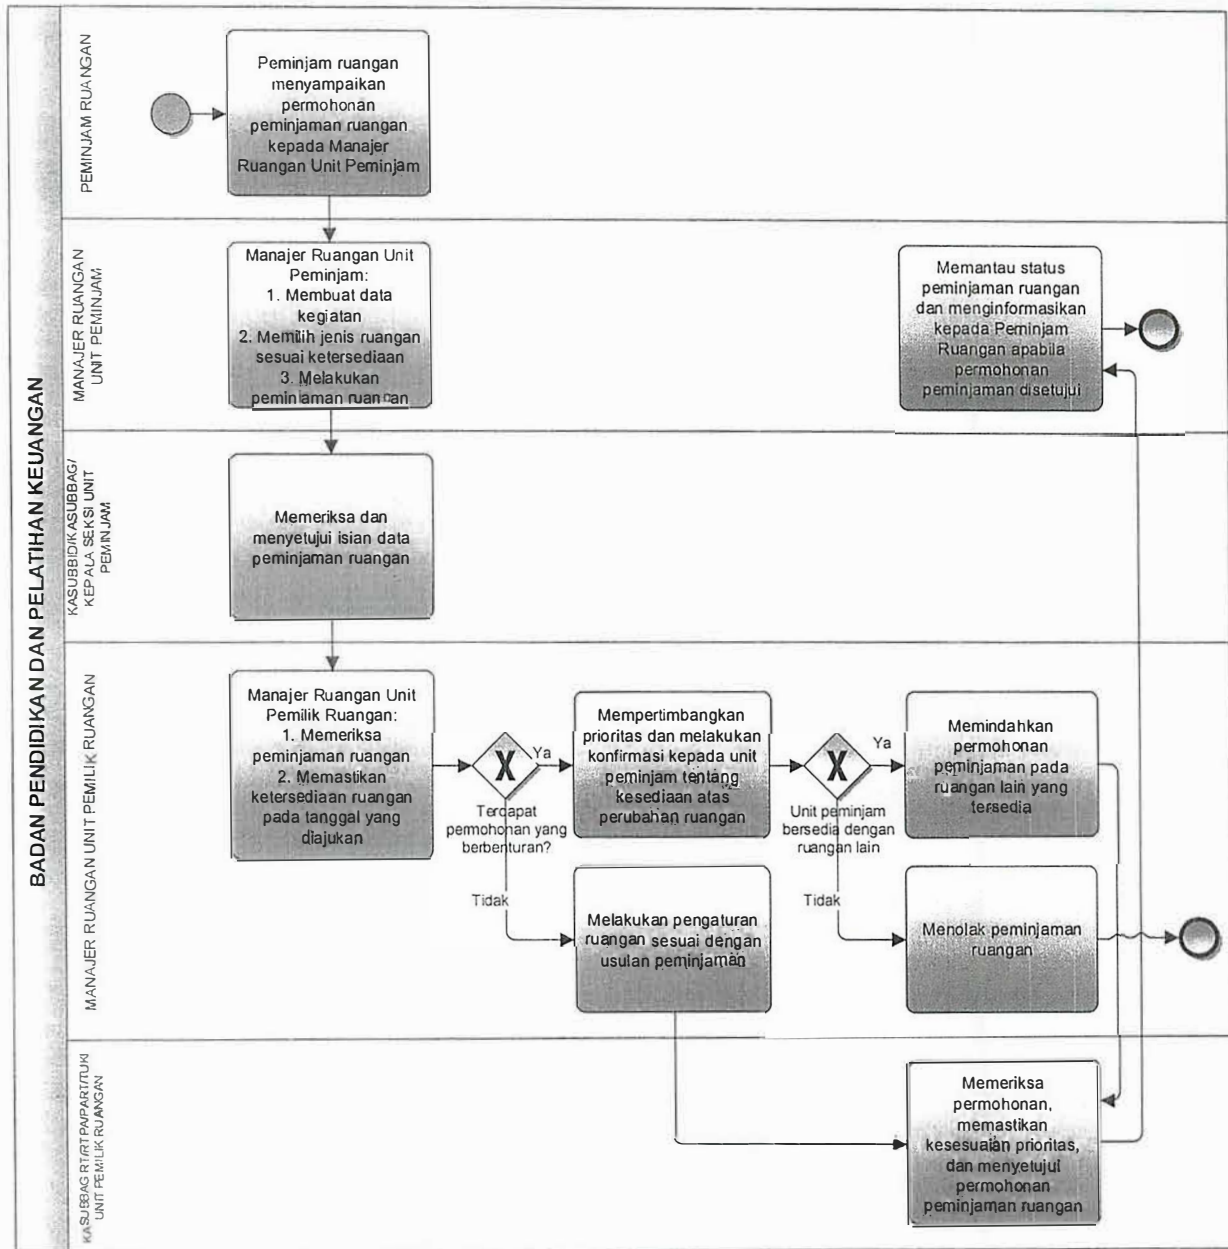 BADAN PENDIDIKAN DAN PELATIHAN KEUANGAN
PEMINJAM RUANGAN
Peminjam ruangan
menyampaikan
permohonan
peminjaman ruangan
kepada Manajer
Ruangan Unit Peminjam
MANAJER RUANGAN
UNIT PEMINJAM
Manajer Ruangan Unit
Peminjam:
1. Membuat data
kegiatan
2. Memilih jenis ruangan
sesuai ketersediaan
3. Melakukan
peminjaman ruangan
Memantau status
peminjaman ruangan
dan menginformasikan
kepada Peminjam
Ruangan apabila
permohonan
peminjaman disetujui
KASUBBID/KASUBBAG/
KEPALA SEKSI UNIT
PEMINJAM
Memeriksa dan
menyetujui isian data
peminjaman ruangan
MANAJER RUANGAN UNIT PEMILIK RUANGAN
Manajer Ruangan Unit
Pemilik Ruangan:
1. Memeriksa
peminjaman ruangan
2. Memastikan
ketersediaan ruangan
pada tanggal yang
diajukan
X
Ya
Terdapat
permohonan yang
berbenturan?
Tidak
Mempertimbangkan
prioritas dan melakukan
konfirmasi kepada unit
peminjam tentang
kesediaan atas
perubahan ruangan
X
Ya
Unit peminjam
bersedia dengan
ruangan lain
Tidak
Memindahkan
permohonan
peminjaman pada
ruangan lain yang
tersedia
Melakukan pengaturan
ruangan sesuai dengan
usulan peminjaman
Menolak peminjaman
ruangan
KASUBBAG RT/RTPA/PART/TUKI
UNIT PEMILIK RUANGAN
Memeriksa
permohonan,
memastikan
kesesuaian prioritas,
dan menyetujui
permohonan
peminjaman ruangan